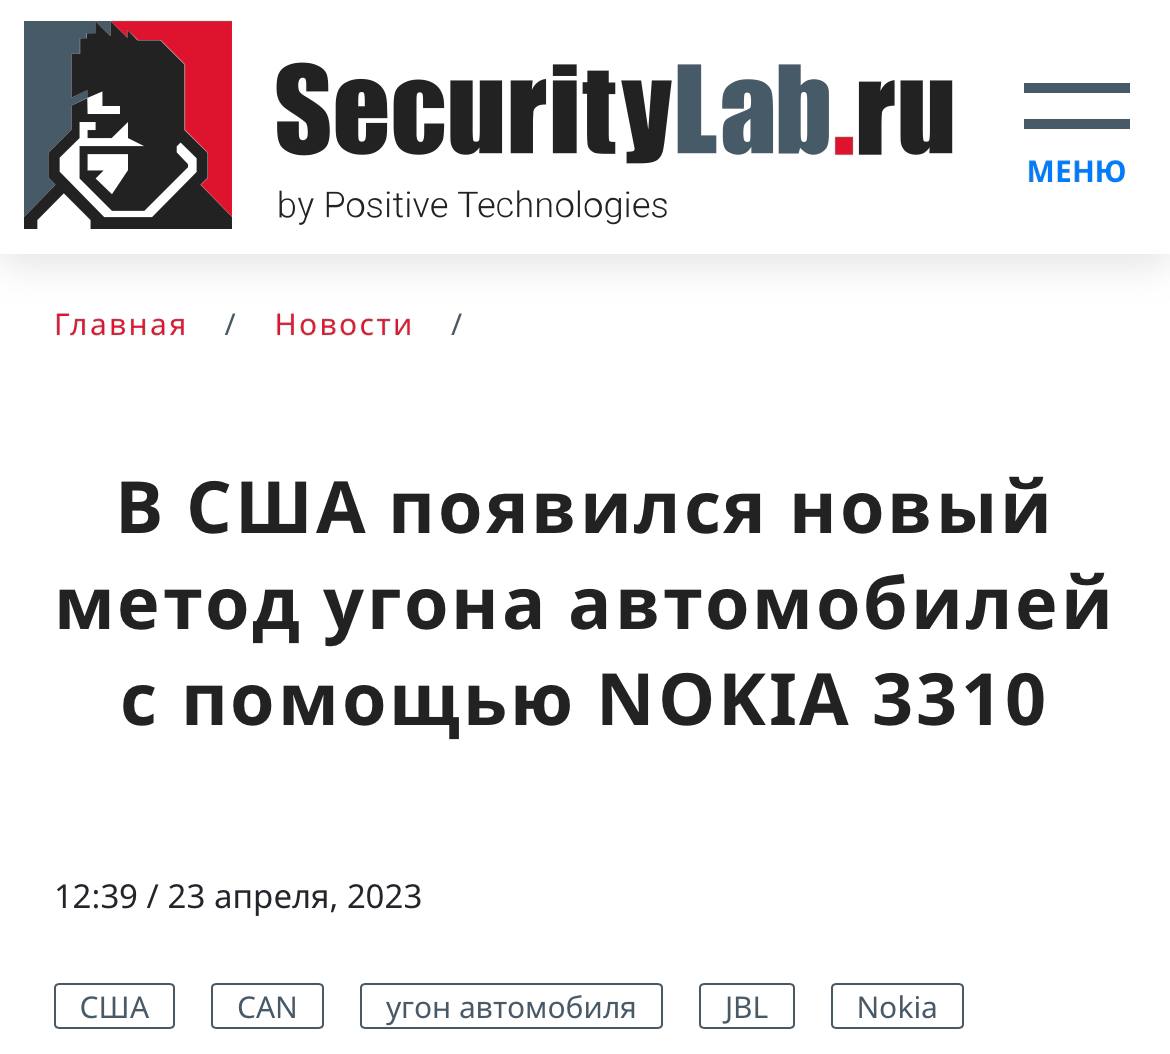 SecurityLab.ru
by Positive Technologies
МЕНЮ
Главная / Новости /
В США появился новый
метод угона автомобилей
с помощью NOKIA 3310
12:39 / 23 апреля, 2023
США CAN угон автомобиля JBL Nokia